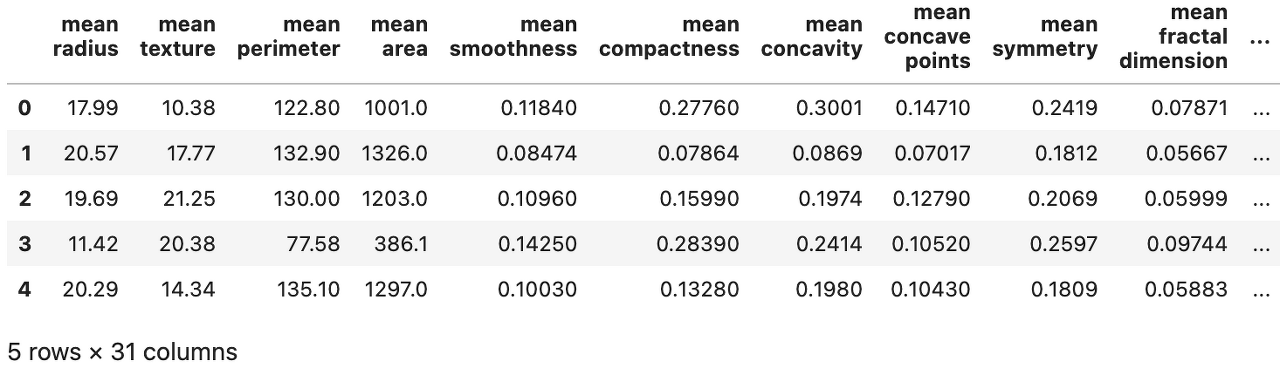 mean radius mean texture mean perimeter mean area mean smoothness mean compactness mean concavity mean concave points mean symmetry mean fractal dimension ...
0 17.99 10.38 122.80 1001.0 0.11840 0.27760 0.3001 0.14710 0.2419 0.07871 ...
1 20.57 17.77 132.90 1326.0 0.08474 0.07864 0.0869 0.07017 0.1812 0.05667 ...
2 19.69 21.25 130.00 1203.0 0.10960 0.15990 0.1974 0.12790 0.2069 0.05999 ...
3 11.42 20.38 77.58 386.1 0.14250 0.28390 0.2414 0.10520 0.2597 0.09744 ...
4 20.29 14.34 135.10 1297.0 0.10030 0.13280 0.1980 0.10430 0.1809 0.05883 ...
5 rows × 31 columns